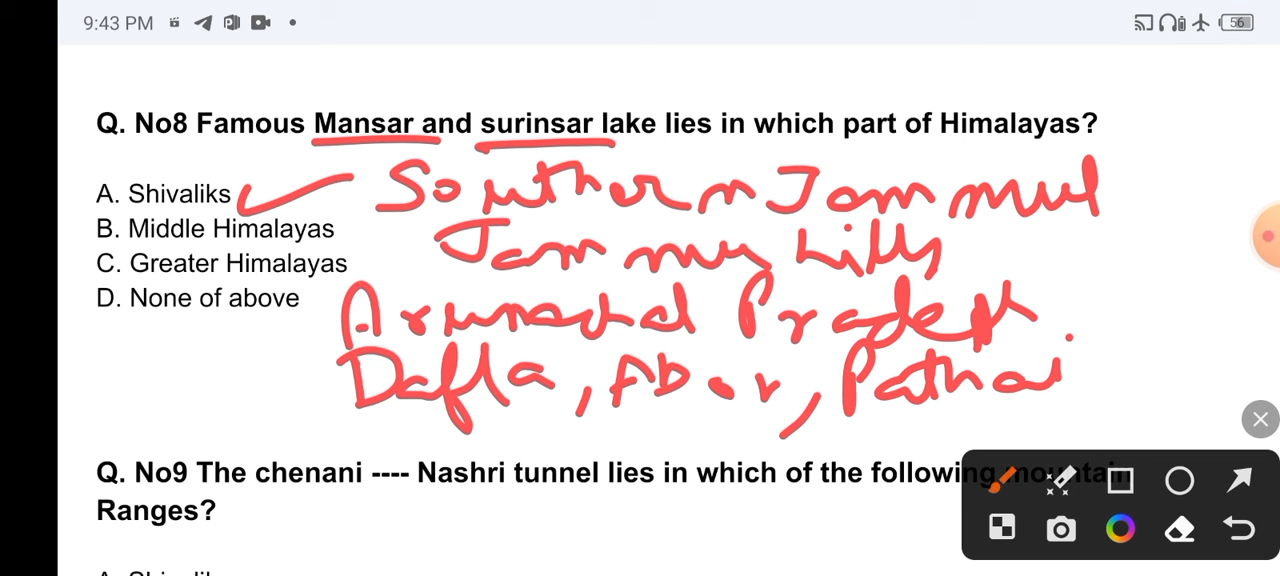 9:43 PM
56
Q. No8 Famous Mansar and surinsar lake lies in which part of Himalayas?
A. Shivaliks
Southern Jammu
B. Middle Himalayas
Jammu hills
C. Greater Himalayas
D. None of above
Arunachal Pradesh
Dafla, Abor, Patkai
Q. No9 The chenani ---- Nashri tunnel lies in which of the following mountain
Ranges?